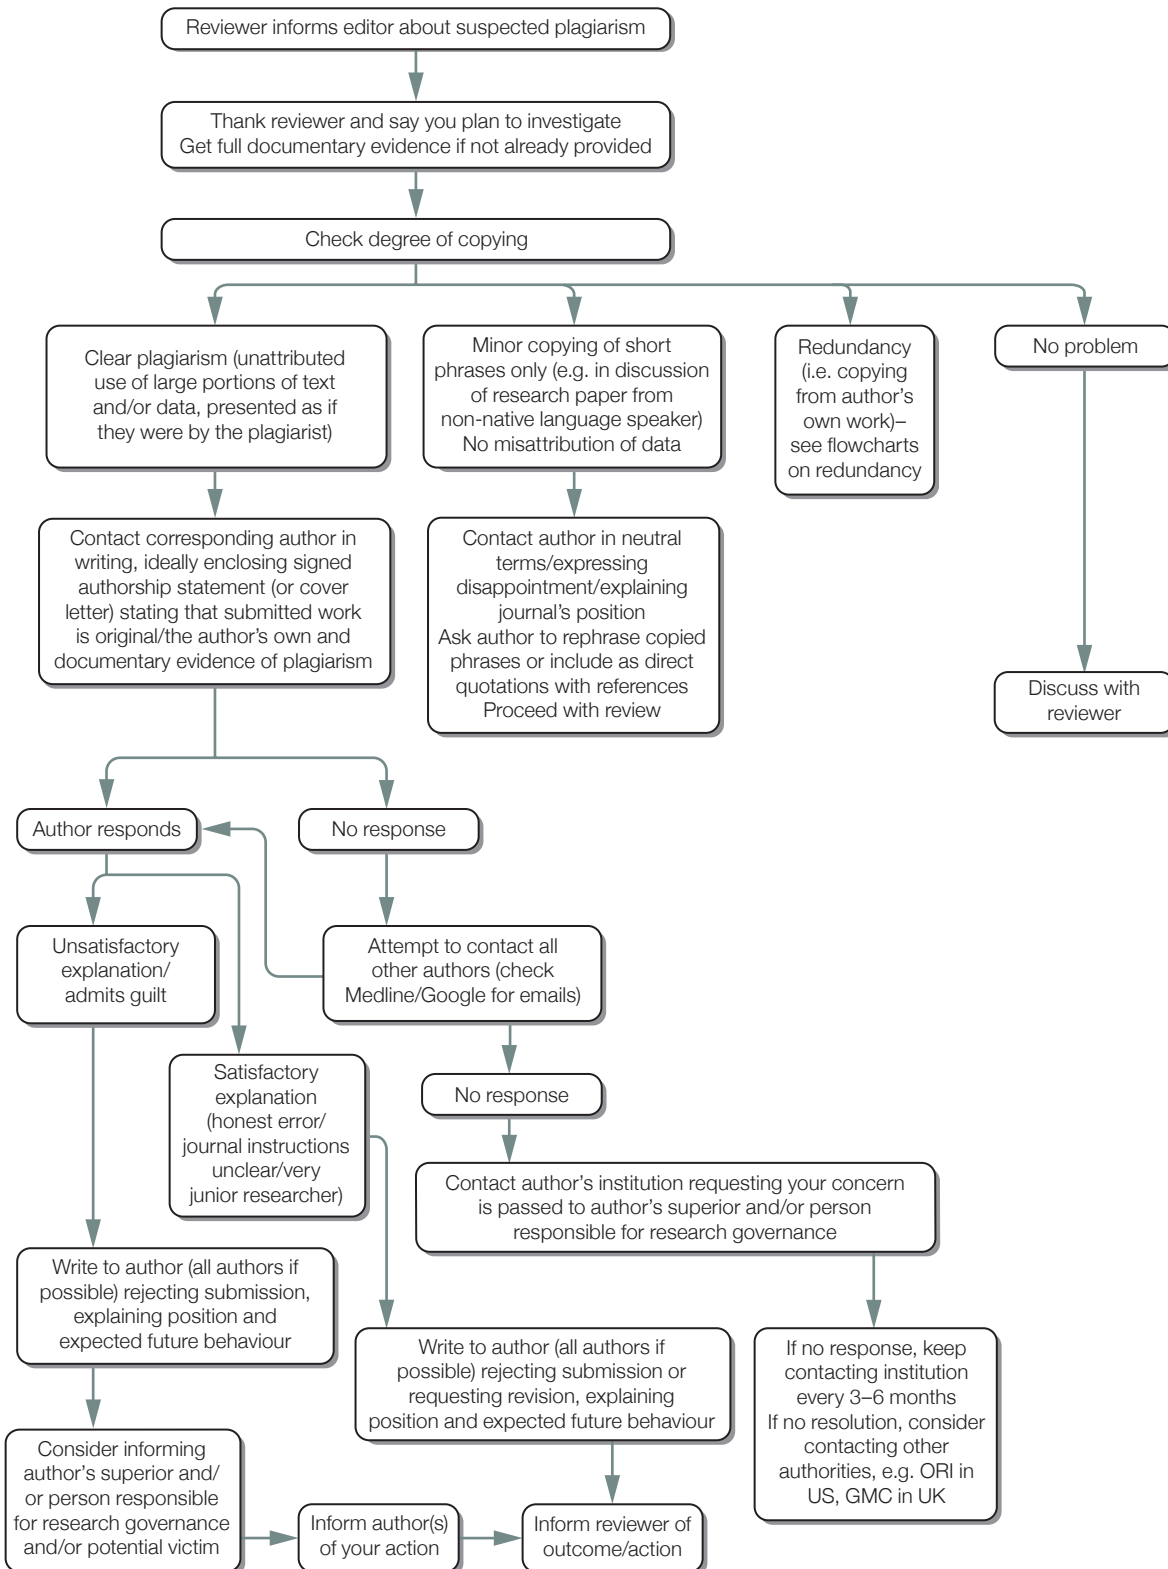 Reviewer informs editor about suspected plagiarism
Thank reviewer and say you plan to investigate
Get full documentary evidence if not already provided
Check degree of copying
Clear plagiarism (unattributed
use of large portions of text
and/or data, presented as if
they were by the plagiarist)
Minor copying of short
phrases only (e.g. in discussion
of research paper from
non-native language speaker)
No misattribution of data
Redundancy
(i.e. copying
from author's
own work)–
see flowcharts
on redundancy
No problem
Contact corresponding author in
writing, ideally enclosing signed
authorship statement (or cover
letter) stating that submitted work
is original/the author's own and
documentary evidence of plagiarism
Contact author in neutral
terms/expressing
disappointment/explaining
journal's position
Ask author to rephrase copied
phrases or include as direct
quotations with references
Proceed with review
Discuss with
reviewer
Author responds
No response
Unsatisfactory
explanation/
admits guilt
Attempt to contact all
other authors (check
Medline/Google for emails)
Satisfactory
explanation
(honest error/
journal instructions
unclear/very
junior researcher)
No response
Contact author's institution requesting your concern
is passed to author's superior and/or person
responsible for research governance
Write to author (all authors if
possible) rejecting submission,
explaining position and
expected future behaviour
Write to author (all authors if
possible) rejecting submission or
requesting revision, explaining
position and expected future behaviour
If no response, keep
contacting institution
every 3–6 months
If no resolution, consider
contacting other
authorities, e.g. ORI in
US, GMC in UK
Consider informing
author's superior and/
or person responsible
for research governance
and/or potential victim
Inform author(s)
of your action
Inform reviewer of
outcome/action